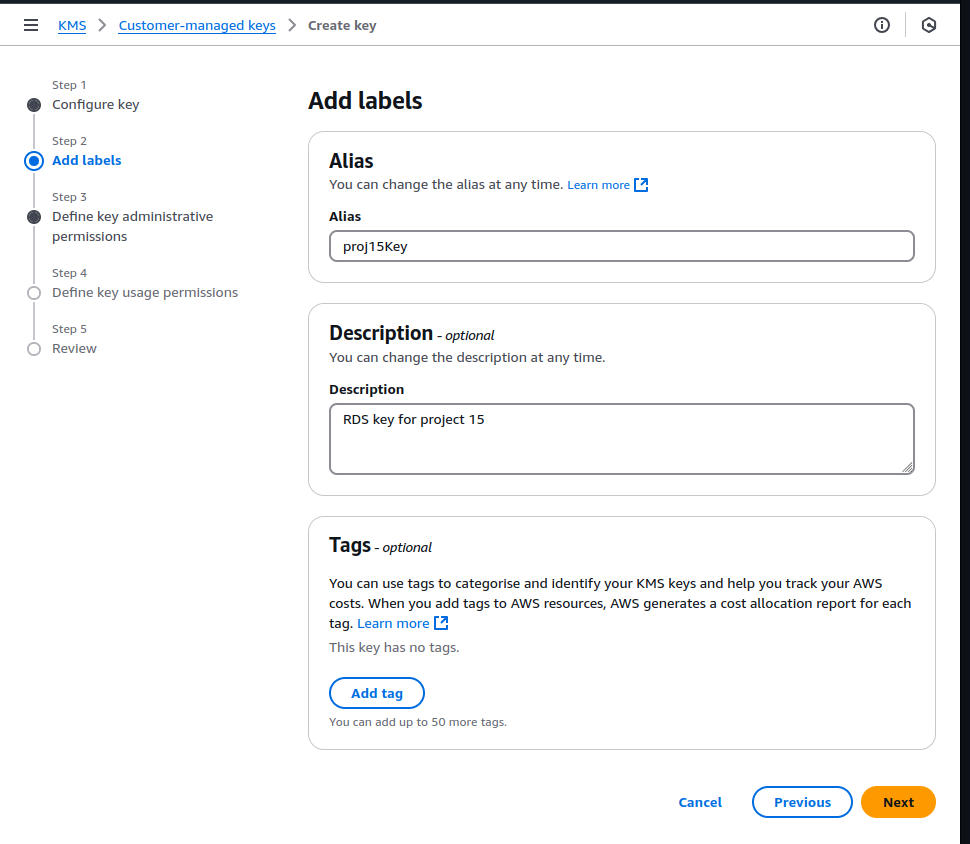 KMS > Customer-managed keys > Create key
Step 1
Configure key
Step 2
Add labels
Step 3
Define key administrative
permissions
Step 4
Define key usage permissions
Step 5
Review
Add labels
Alias
You can change the alias at any time. Learn more
Alias
proj15Key
Description - optional
You can change the description at any time.
Description
RDS key for project 15
Tags - optional
You can use tags to categorise and identify your KMS keys and help you track your AWS
costs. When you add tags to AWS resources, AWS generates a cost allocation report for each
tag. Learn more
This key has no tags.
Add tag
You can add up to 50 more tags.
Cancel Previous Next